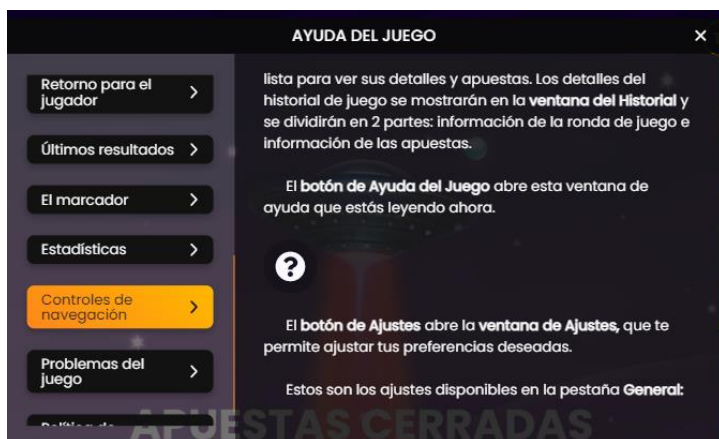 AYUDA DEL JUEGO
×
Retorno para el
jugador
Últimos resultados
El marcador
Estadísticas
Controles de
navegación
Problemas del
juego
Política de
lista para ver sus detalles y apuestas. Los detalles del
historial de juego se mostrarán en la ventana del Historial y
se dividirán en 2 partes: información de la ronda de juego e
información de las apuestas.
El botón de Ayuda del Juego abre esta ventana de
ayuda que estás leyendo ahora.
?
El botón de Ajustes abre la ventana de Ajustes, que te
permite ajustar tus preferencias deseadas.
Estos son los ajustes disponibles en la pestaña General:
APUESTAS CERRADAS